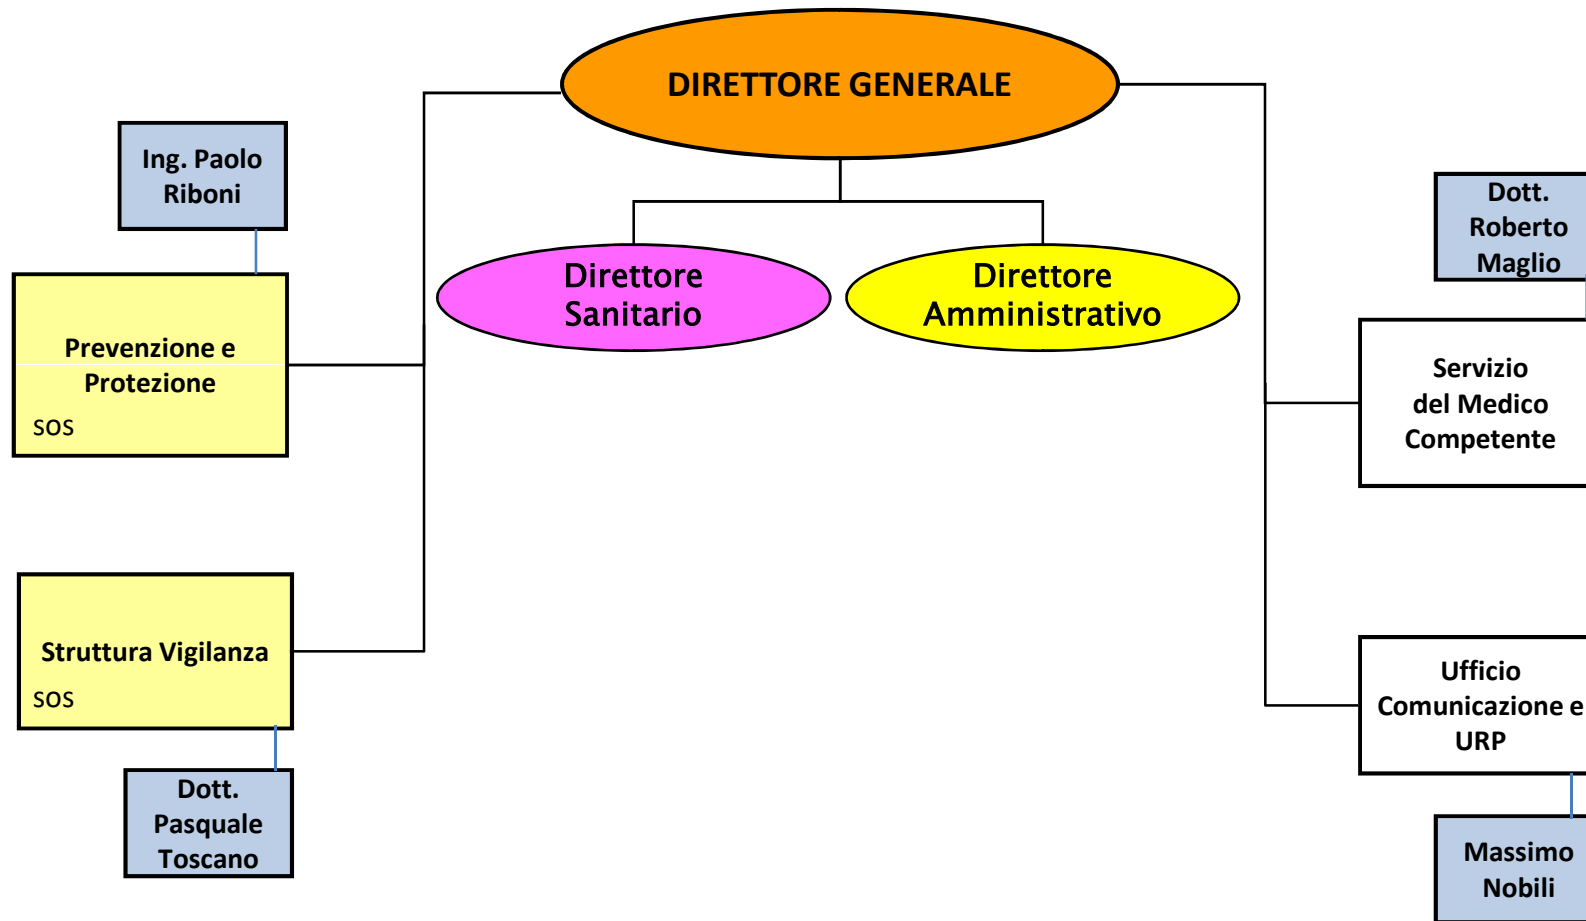 DIRETTORE GENERALE
Ing. Paolo
Riboni
Dott.
Roberto
Maglio
Direttore
Sanitario
Direttore
Amministrativo
Prevenzione e
Protezione
SOS
Servizio
del Medico
Competente
Struttura Vigilanza
SOS
Ufficio
Comunicazione e
URP
Dott.
Pasquale
Toscano
Massimo
Nobili